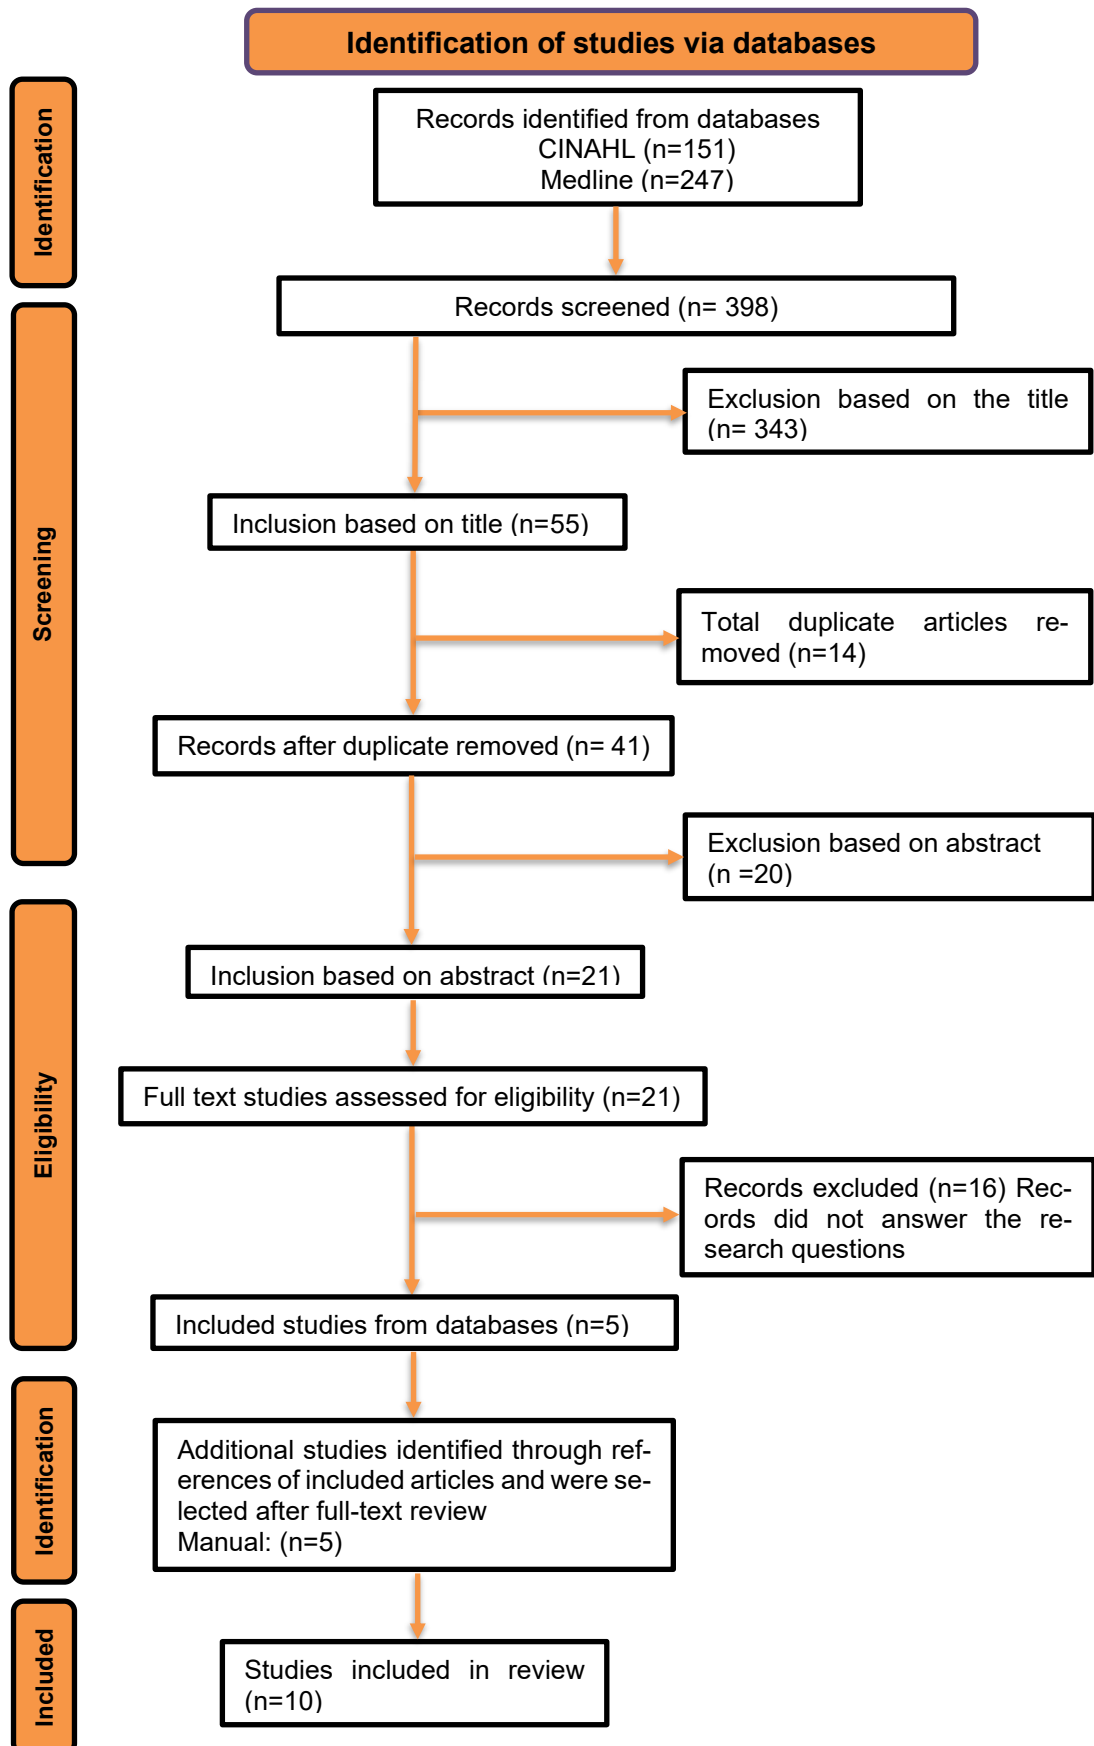 Identification of studies via databases
Identification
Records identified from databases
CINAHL (n=151)
Medline (n=247)
Screening
Records screened (n= 398)
Exclusion based on the title
(n= 343)
Inclusion based on title (n=55)
Total duplicate articles re-
moved (n=14)
Records after duplicate removed (n= 41)
Exclusion based on abstract
(n =20)
Eligibility
Inclusion based on abstract (n=21)
Full text studies assessed for eligibility (n=21)
Records excluded (n=16) Rec-
ords did not answer the re-
search questions
Included studies from databases (n=5)
Identification
Additional studies identified through ref-
erences of included articles and were se-
lected after full-text review
Manual: (n=5)
Included
Studies included in review
(n=10)